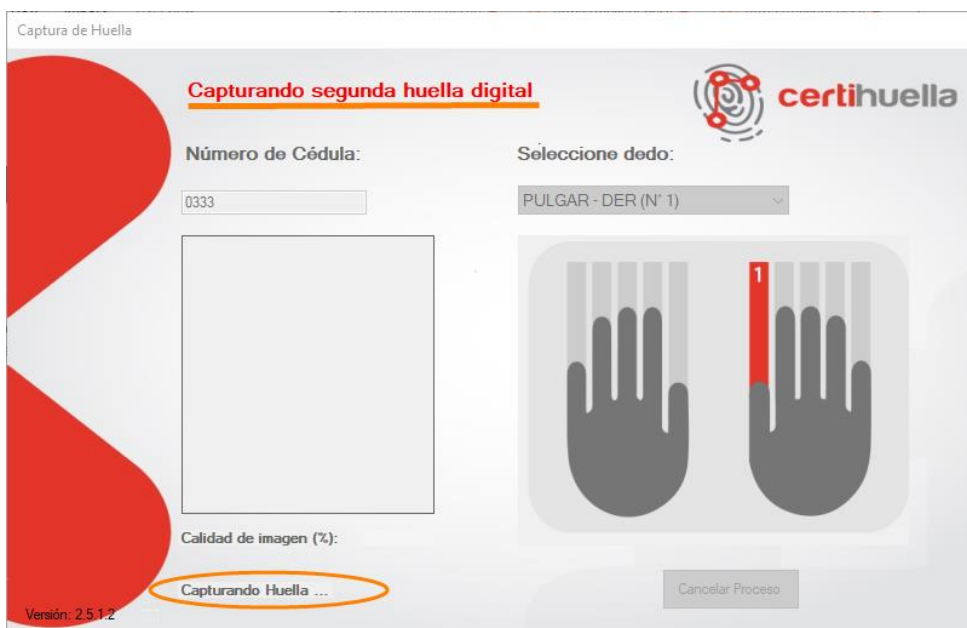 Captura de Huella
Capturando segunda huella digital
certihuella
Número de Cédula:
Seleccione dedo:
0333
PULGAR - DER (N° 1)
1
Calidad de imagen (%):
Capturando Huella ...
Cancelar Proceso
Versión: 2.5.1.2